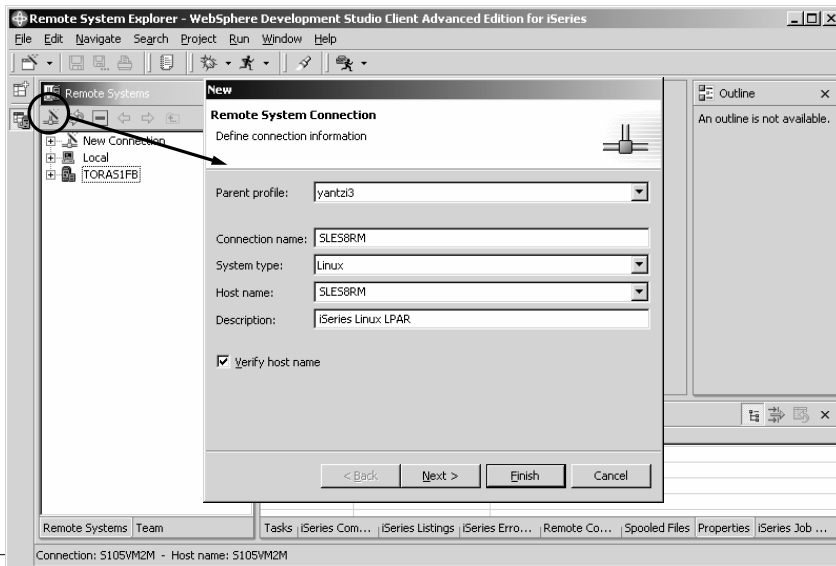 Remote System Explorer - WebSphere Development Studio Client Advanced Edition for iSeries
File Edit Navigate Search Project Run Window Help
Remote Systems
New Connection
Local
TORAS1FB
New
Remote System Connection
Define connection information
Parent profile: yantzi3
Connection name: SLES8RM
System type: Linux
Host name: SLES8RM
Description: iSeries Linux LPAR
Verify host name
< Back Next > Finish Cancel
Outline
An outline is not available.
Remote Systems Team
Tasks iSeries Com... iSeries Listings iSeries Erro... Remote Co... Spooled Files Properties iSeries Job ...
Connection: S105VM2M - Host name: S105VM2M